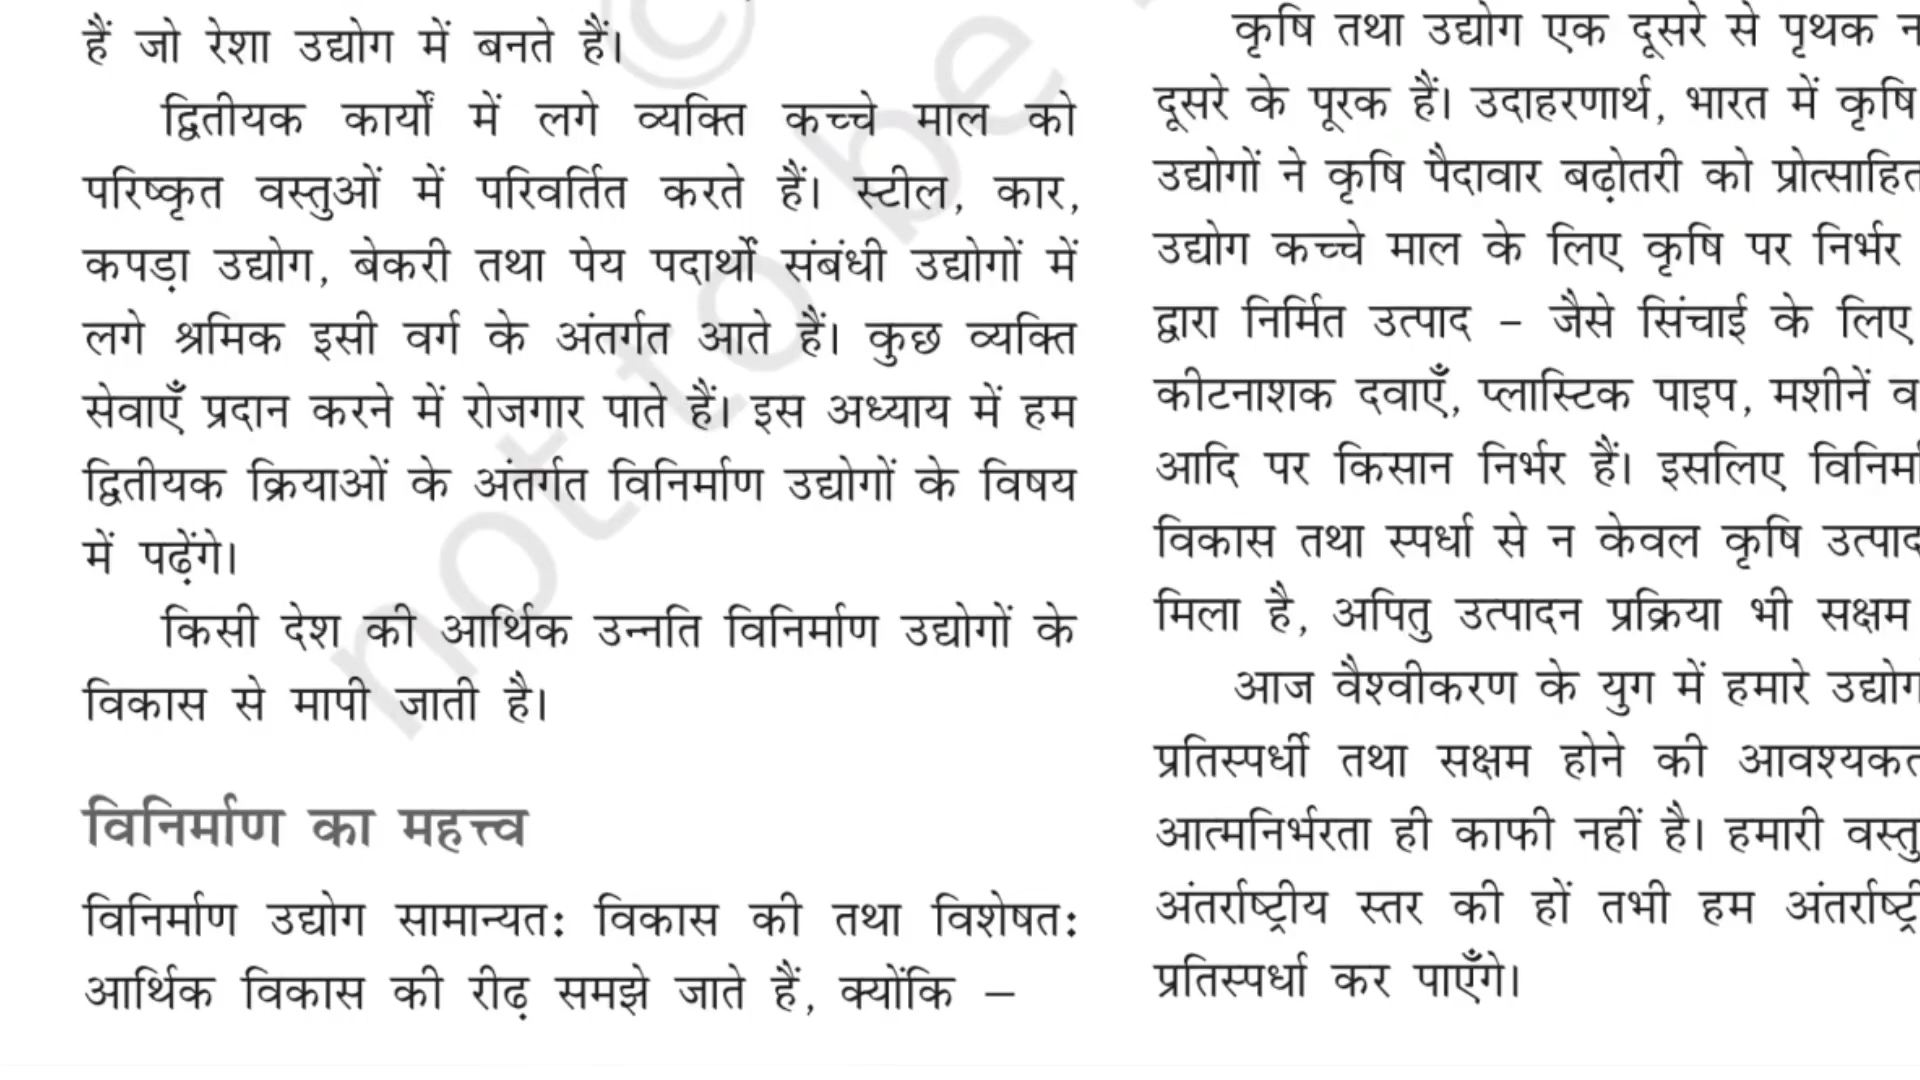 हैं जो रेशा उद्योग में बनते हैं।
द्वितीयक कार्यों में लगे व्यक्ति कच्चे माल को
परिष्कृत वस्तुओं में परिवर्तित करते हैं। स्टील, कार,
कपड़ा उद्योग, बेकरी तथा पेय पदार्थों संबंधी उद्योगों में
लगे श्रमिक इसी वर्ग के अंतर्गत आते हैं। कुछ व्यक्ति
सेवाएँ प्रदान करने में रोजगार पाते हैं। इस अध्याय में हम
द्वितीयक क्रियाओं के अंतर्गत विनिर्माण उद्योगों के विषय
में पढ़ेंगे।
किसी देश की आर्थिक उन्नति विनिर्माण उद्योगों के
विकास से मापी जाती है।
विनिर्माण का महत्त्व
विनिर्माण उद्योग सामान्यतः विकास की तथा विशेषतः
आर्थिक विकास की रीढ़ समझे जाते हैं, क्योंकि –
कृषि तथा उद्योग एक दूसरे से पृथक
दूसरे के पूरक हैं। उदाहरणार्थ, भारत में कृषि
उद्योगों ने कृषि पैदावार बढ़ोतरी को प्रोत्साहित
उद्योग कच्चे माल के लिए कृषि पर निर्भर
द्वारा निर्मित उत्पाद – जैसे सिंचाई के लिए
कीटनाशक दवाएँ, प्लास्टिक पाइप, मशीनें व
आदि पर किसान निर्भर हैं। इसलिए
विकास तथा स्पर्धा से न केवल कृषि
मिला है, अपितु उत्पादन प्रक्रिया भी सक्षम
आज वैश्वीकरण के युग में हमारे
प्रतिस्पर्धी तथा सक्षम होने की
आत्मनिर्भरता ही काफी नहीं है। हमारी
अंतर्राष्ट्रीय स्तर की हों तभी हम
प्रतिस्पर्धा कर पाएँगे।
not to be